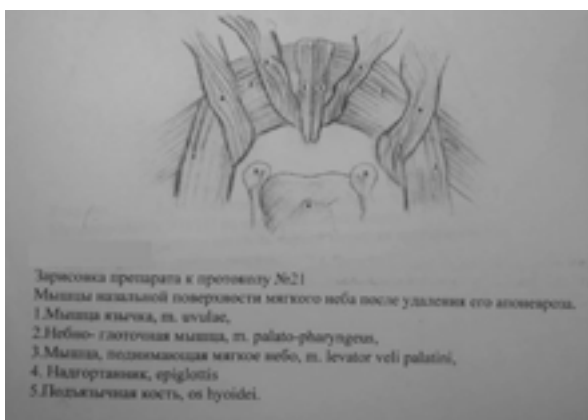 Зарисовка препарата к протоколу №21
Мышцы назальной поверхности мягкого неба после удаления его апоневроза.
1.Мышца язычка, m. uvulae,
2.Небно- глоточная мышца, m. palato-pharyngeus,
3.Мышца, поднимающая мягкое небо, m. levator veli palatini,
4. Надгортанник, epiglottis
5.Подъязычная кость, os hyoidei.